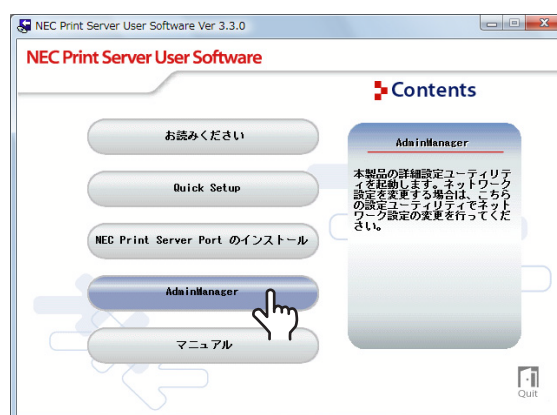 NEC Print Server User Software Ver 3.3.0
NEC Print Server User Software
Contents
お読みください
Quick Setup
NEC Print Server Port のインストール
AdminManager
マニュアル
AdminManager
本製品の詳細設定ユーティリテ
ィを起動します。ネットワーク
設定を変更する場合は、こちら
の設定ユーティリティでネット
ワーク設定の変更を行ってくだ
さい。
Quit